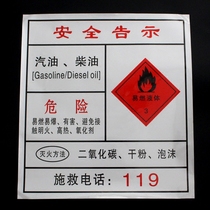 安全告示
汽油、柴油
[Gasoline/Diesel oil]
危险
易燃易爆、有害、避免接
触明火、高热、氧化剂
易燃液体
3
灭火方法
二氧化碳、干粉、泡沫
施救电话：119